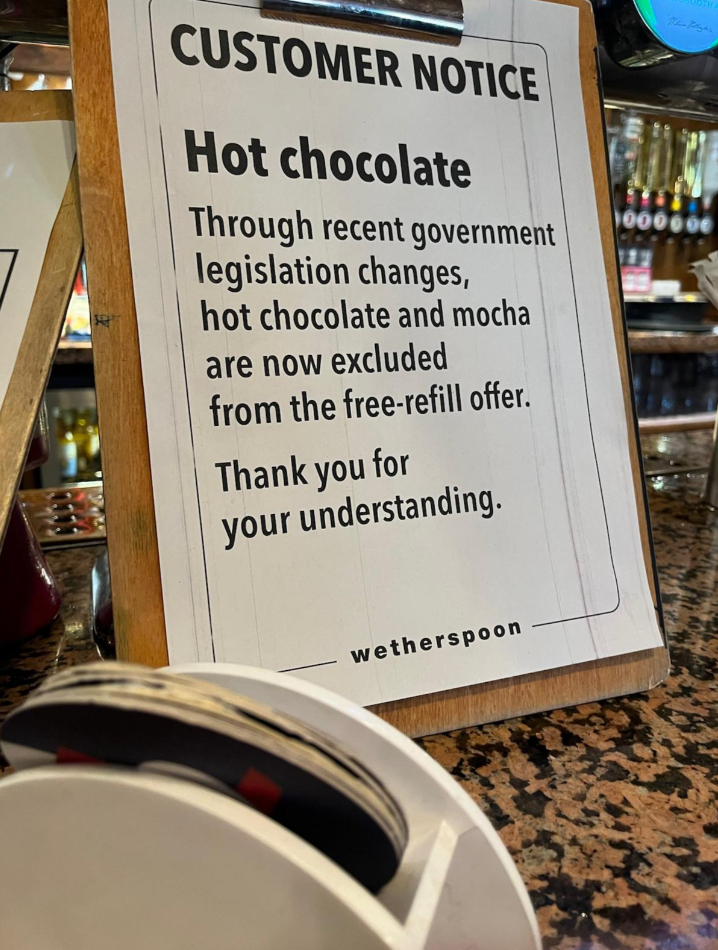 CUSTOMER NOTICE
Hot chocolate
Through recent government
legislation changes,
hot chocolate and mocha
are now excluded
from the free-refill offer.
Thank you for
your understanding.
wetherspoon